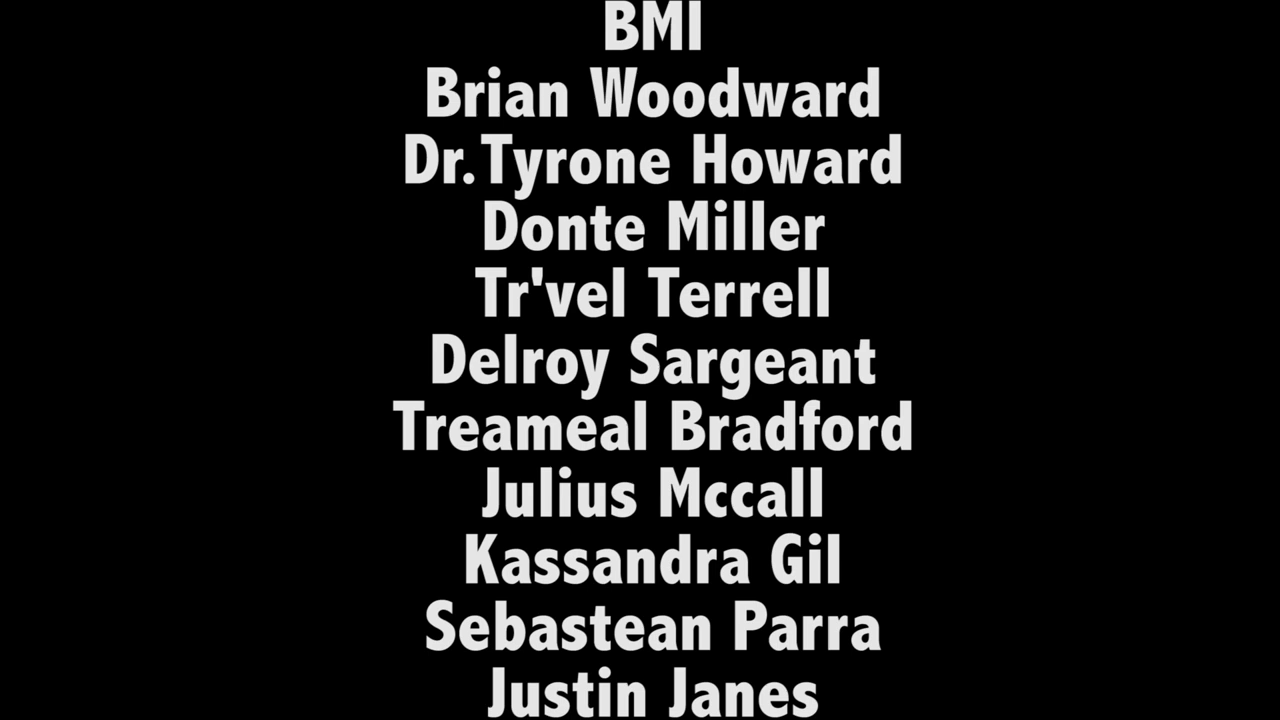 BMI
Brian Woodward
Dr. Tyrone Howard
Donte Miller
Tr'vel Terrell
Delroy Sargeant
Treameal Bradford
Julius Mccall
Kassandra Gil
Sebastean Parra
Justin Janes